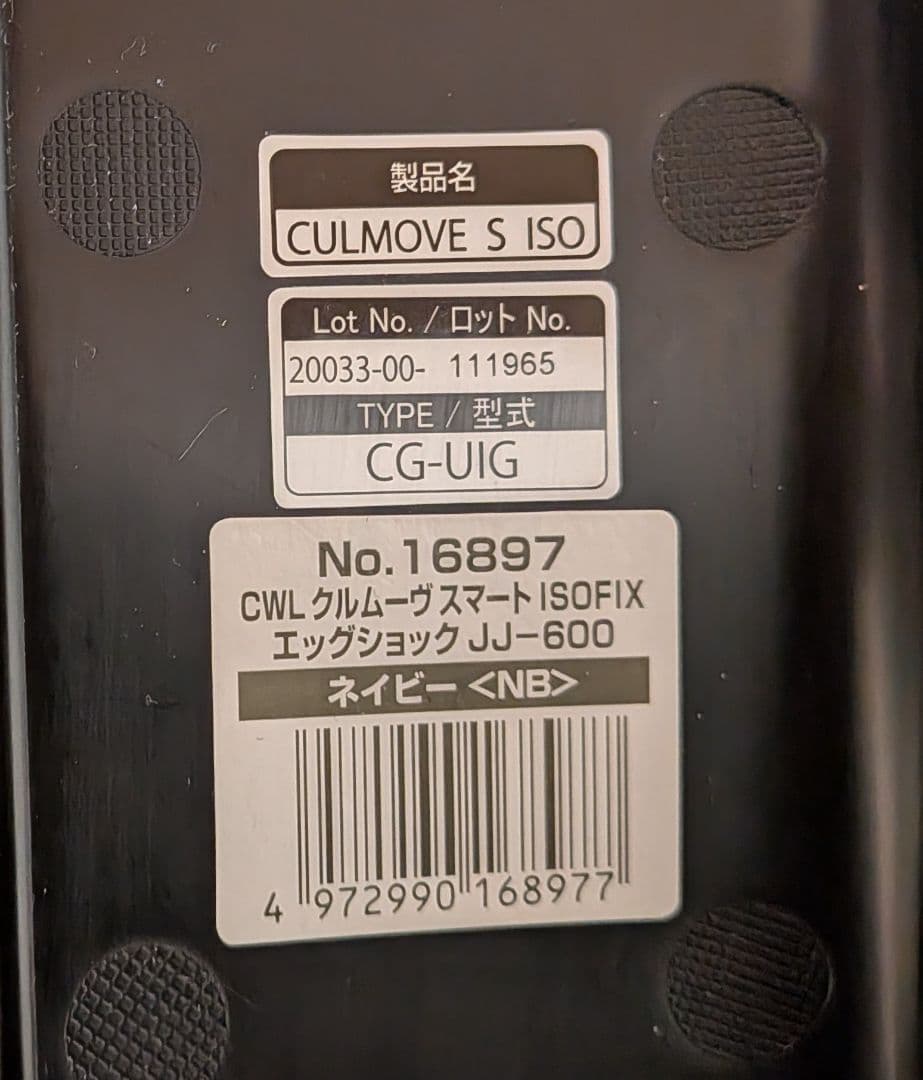 製品名
CULMOVE S ISO
Lot No. / ロット No.
20033-00- 111965
TYPE / 型式
CG-UIG
No.16897
CWL クルムーヴ スマート ISOFIX
エッグショック JJ-600
ネイビー <NB>
4 972990 168977